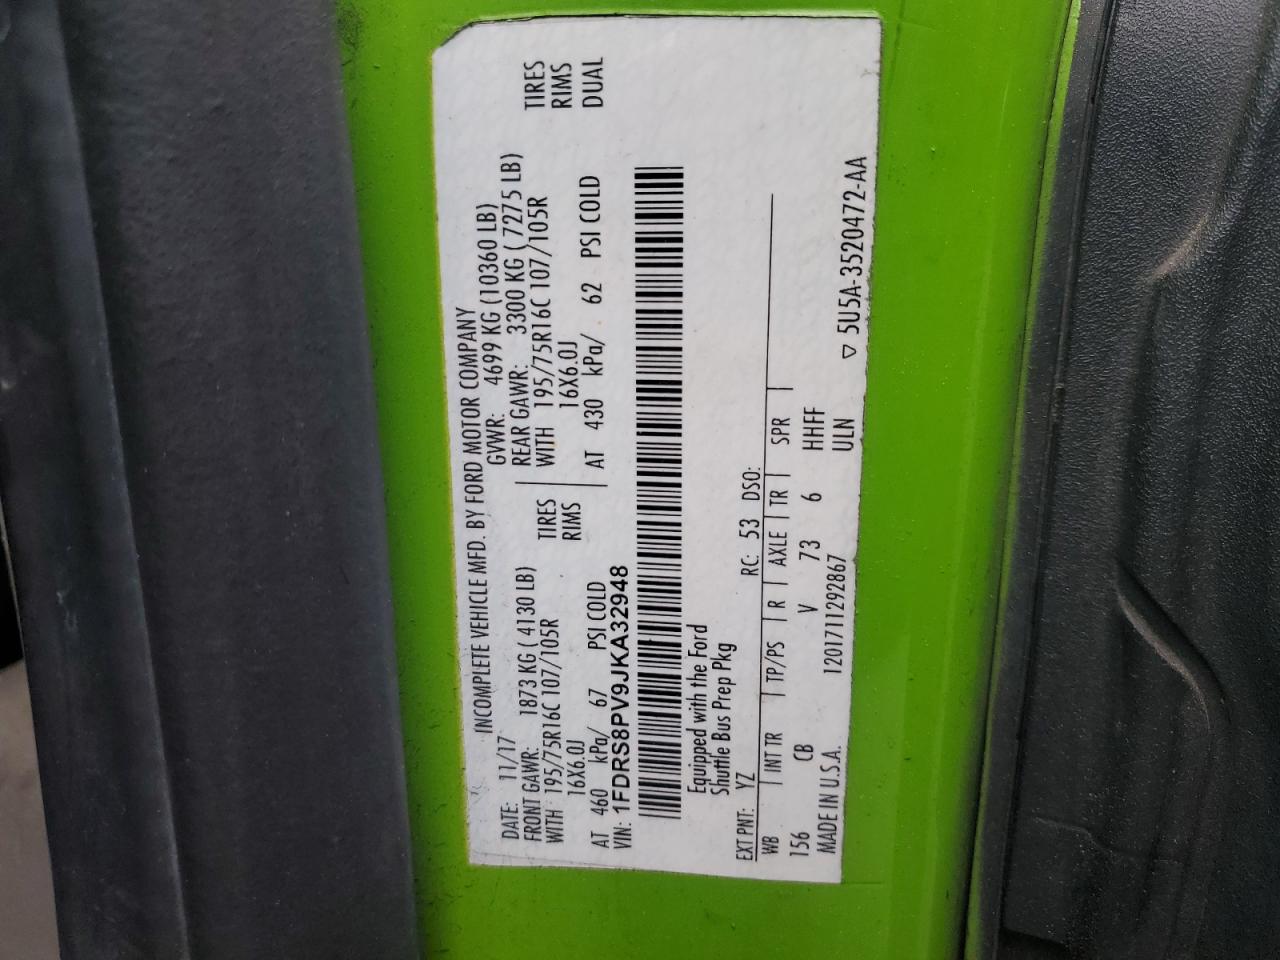 INCOMPLETE VEHICLE MFD. BY FORD MOTOR COMPANY
DATE: 11/17 GVWR: 4699 KG (10360 LB)
FRONT GAWR: 1873 KG ( 4130 LB) REAR GAWR: 3300 KG ( 7275 LB)
WITH 195/75R16C 107/105R TIRES WITH 195/75R16C 107/105R TIRES
16X6.0J RIMS 16X6.0J RIMS
AT 460 kPa/ 67 PSI COLD AT 430 kPa/ 62 PSI COLD DUAL
VIN: 1FDRS8PV9JKA32948
Equipped with the Ford
Shuttle Bus Prep Pkg
EXT PNT: YZ RC: 53 DSO:
WB INT TR TP/PS R AXLE TR SPR
156 CB V 73 6 HHFF
MADE IN U.S.A. 1201711292867 ULN
▽ 5U5A-3520472-AA